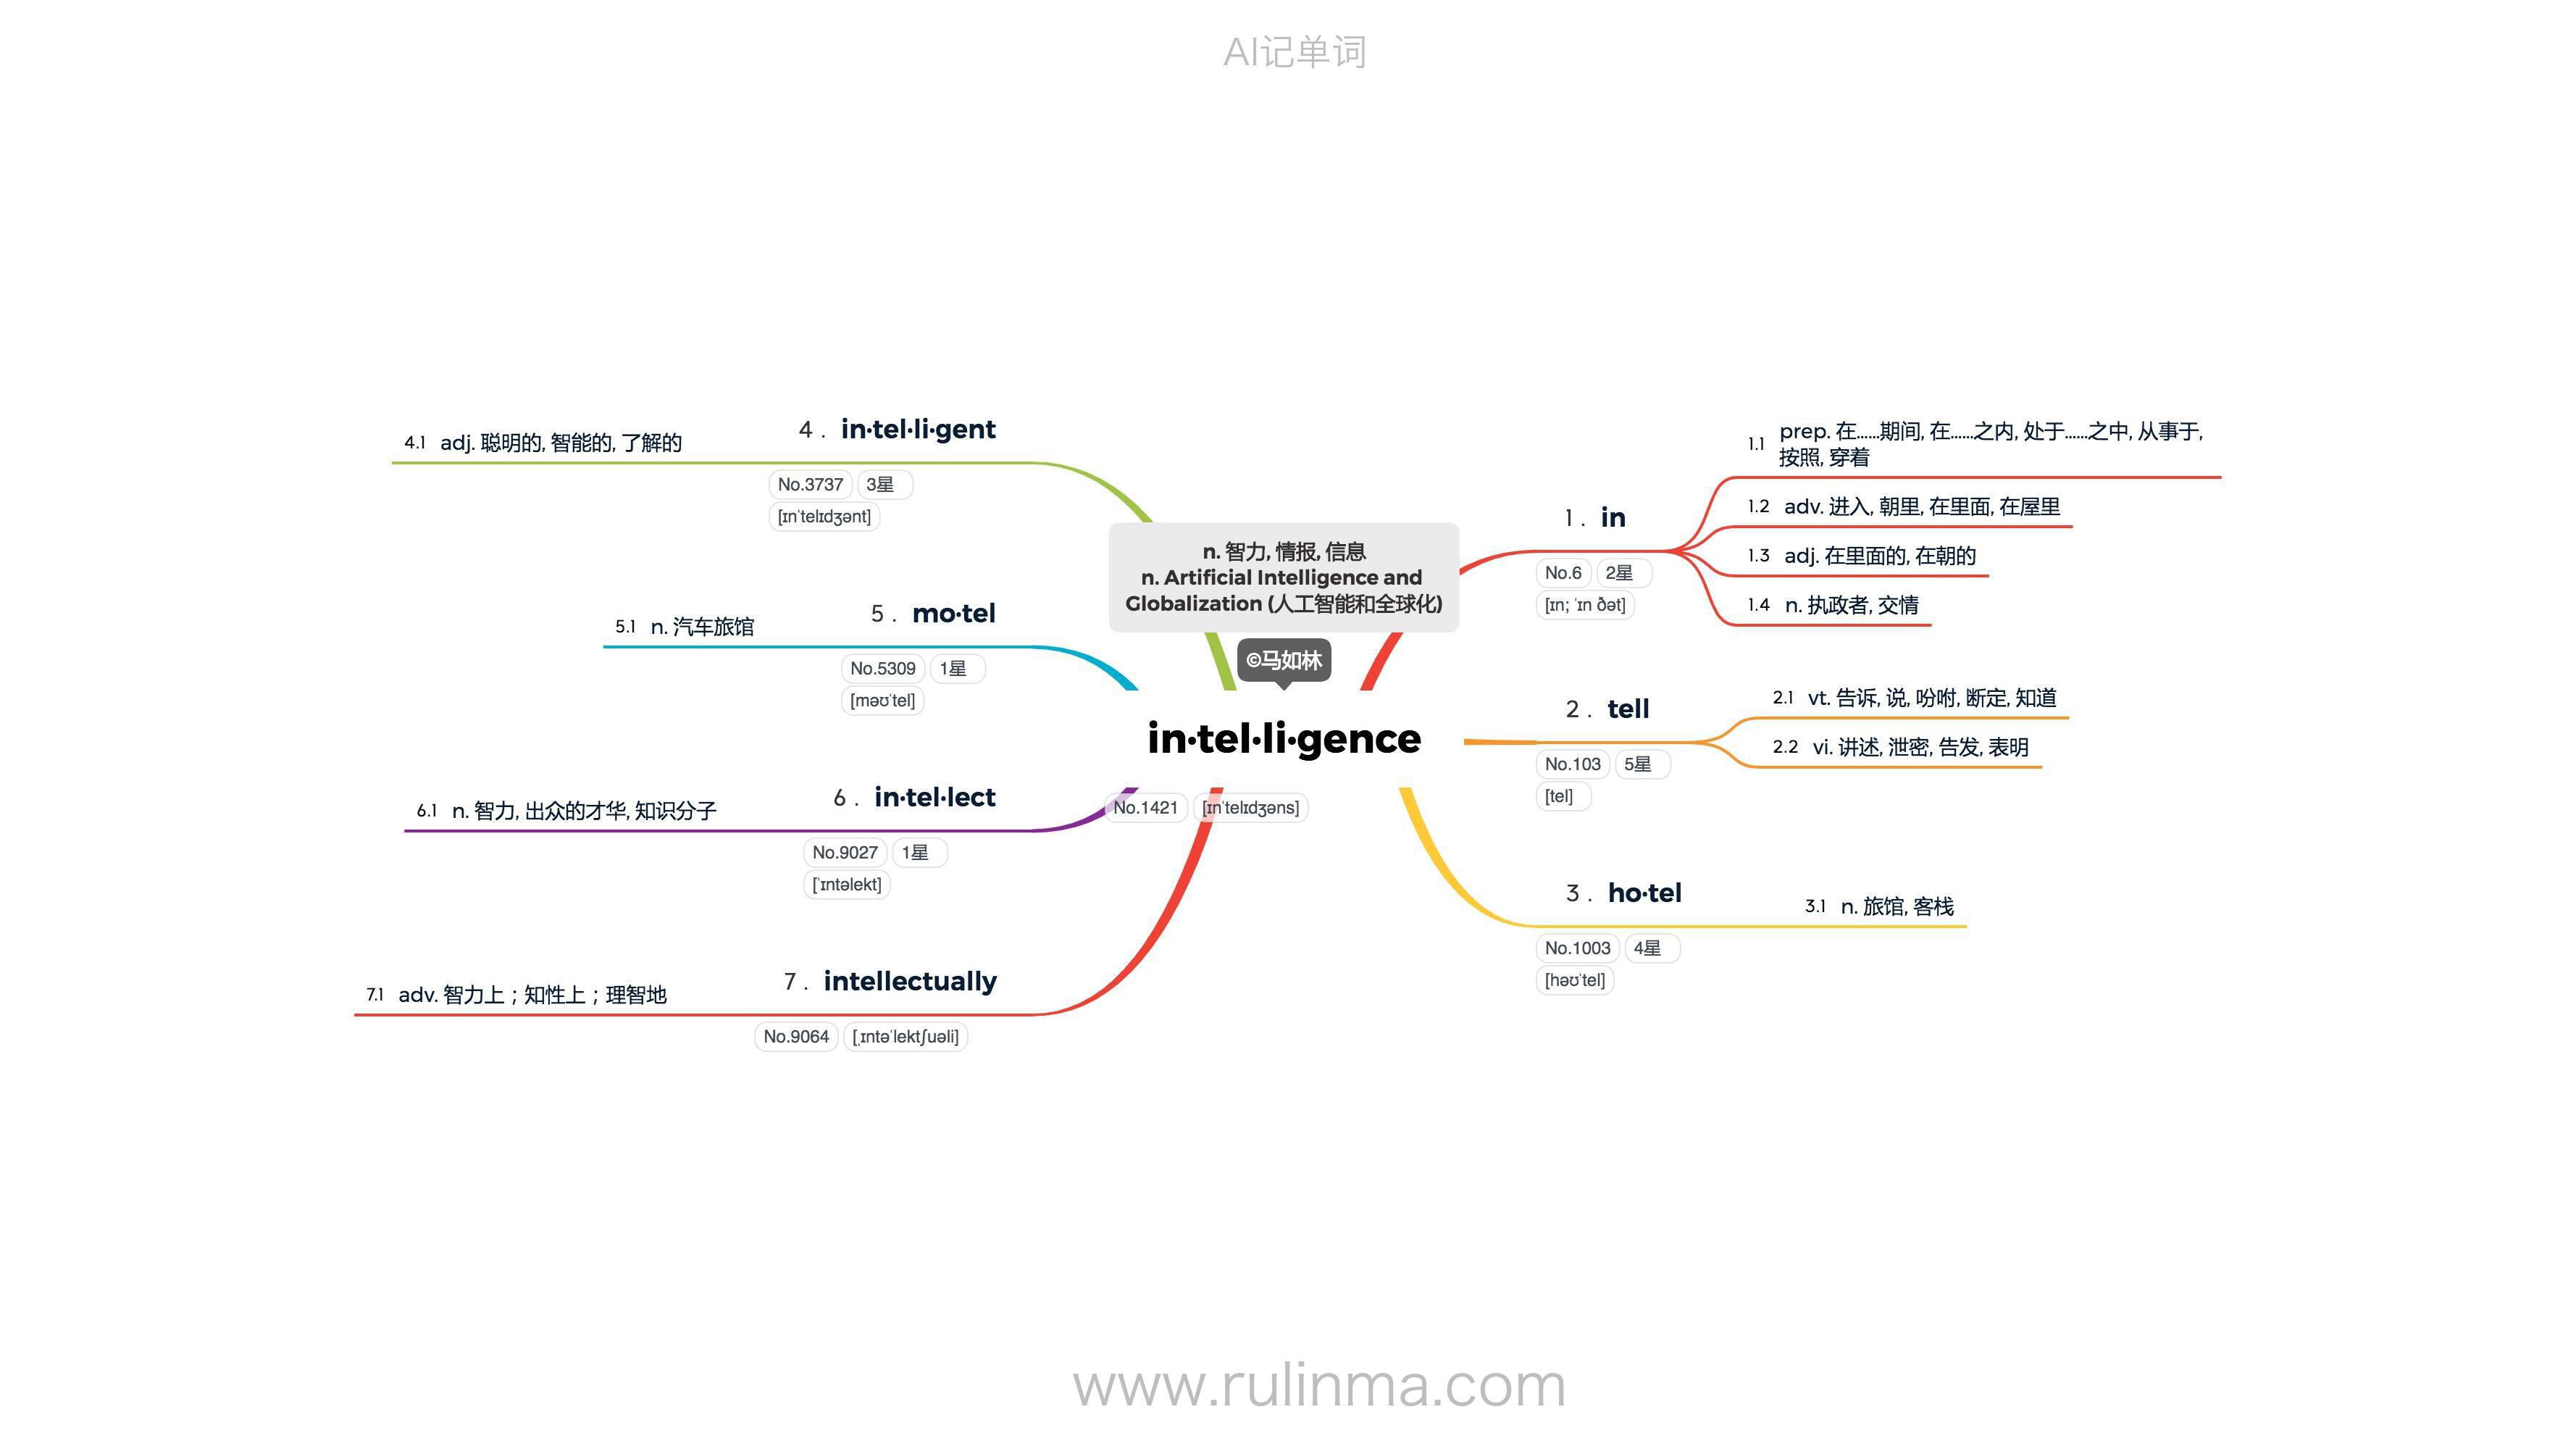 AI记单词
n. 智力, 情报, 信息
n. Artificial Intelligence and
Globalization (人工智能和全球化)
©马如林
in·tel·li·gence
No.1421 [ɪnˈtelɪdʒəns]
1. in
No.6 2星
[ɪn; ˈɪn ðət]
1.1 prep. 在……期间, 在……之内, 处于……之中, 从事于,
按照, 穿着
1.2 adv. 进入, 朝里, 在里面, 在屋里
1.3 adj. 在里面的, 在朝的
1.4 n. 执政者, 交情
2. tell
No.103 5星
[tel]
2.1 vt. 告诉, 说, 吩咐, 断定, 知道
2.2 vi. 讲述, 泄密, 告发, 表明
3. ho·tel
No.1003 4星
[həʊˈtel]
3.1 n. 旅馆, 客栈
4. in·tel·li·gent
No.3737 3星
[ɪnˈtelɪdʒənt]
4.1 adj. 聪明的, 智能的, 了解的
5. mo·tel
No.5309 1星
[məʊˈtel]
5.1 n. 汽车旅馆
6. in·tel·lect
No.9027 1星
[ˈɪntəlekt]
6.1 n. 智力, 出众的才华, 知识分子
7. intellectually
No.9064 [ˌɪntəˈlektʃuəli]
7.1 adv. 智力上；知性上；理智地
www.rulinma.com